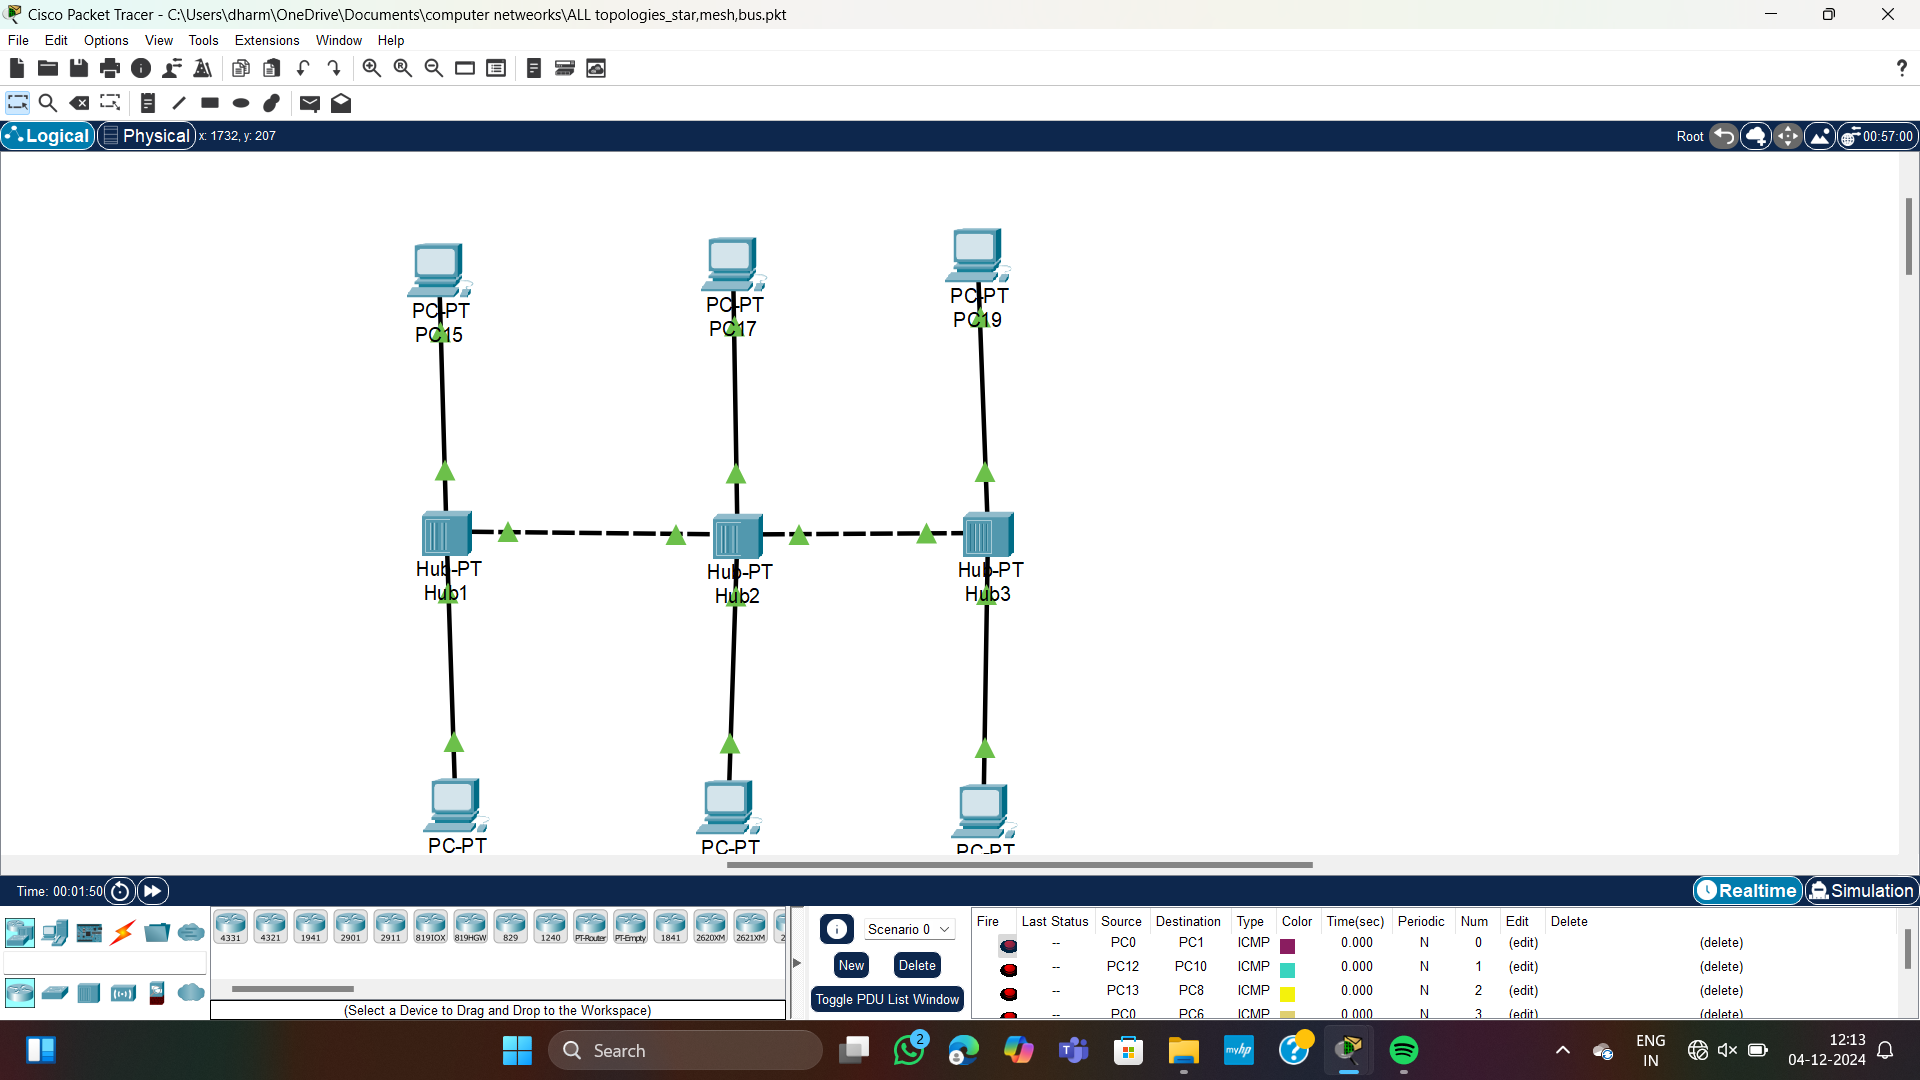 Cisco Packet Tracer - C:\Users\dharm\OneDrive\Documents\computer netweorks\ALL topologies_star,mesh,bus.pkt
File Edit Options View Tools Extensions Window Help
?
Logical Physical x: 1732, y: 207 Root 00:57:00
PC-PT
PC15
PC-PT
PC17
PC-PT
PC19
Hub-PT
Hub1
Hub-PT
Hub2
Hub-PT
Hub3
PC-PT
PC-PT
PC-PT
Time: 00:01:50 Realtime Simulation
4331 4321 1941 2901 2911 819IOX 819HGW 829 1240 PT-Router PT-Empty 1841 2620XM 2621XM 2
(Select a Device to Drag and Drop to the Workspace)
Scenario 0
New Delete
Toggle PDU List Window
Fire Last Status Source Destination Type Color Time(sec) Periodic Num Edit Delete
-- PC0 PC1 ICMP 0.000 N 0 (edit) (delete)
-- PC12 PC10 ICMP 0.000 N 1 (edit) (delete)
-- PC13 PC8 ICMP 0.000 N 2 (edit) (delete)
-- PC0 PC6 ICMP 0.000 N 3 (edit) (delete)
Search
2
myhp
ENG
IN
12:13
04-12-2024